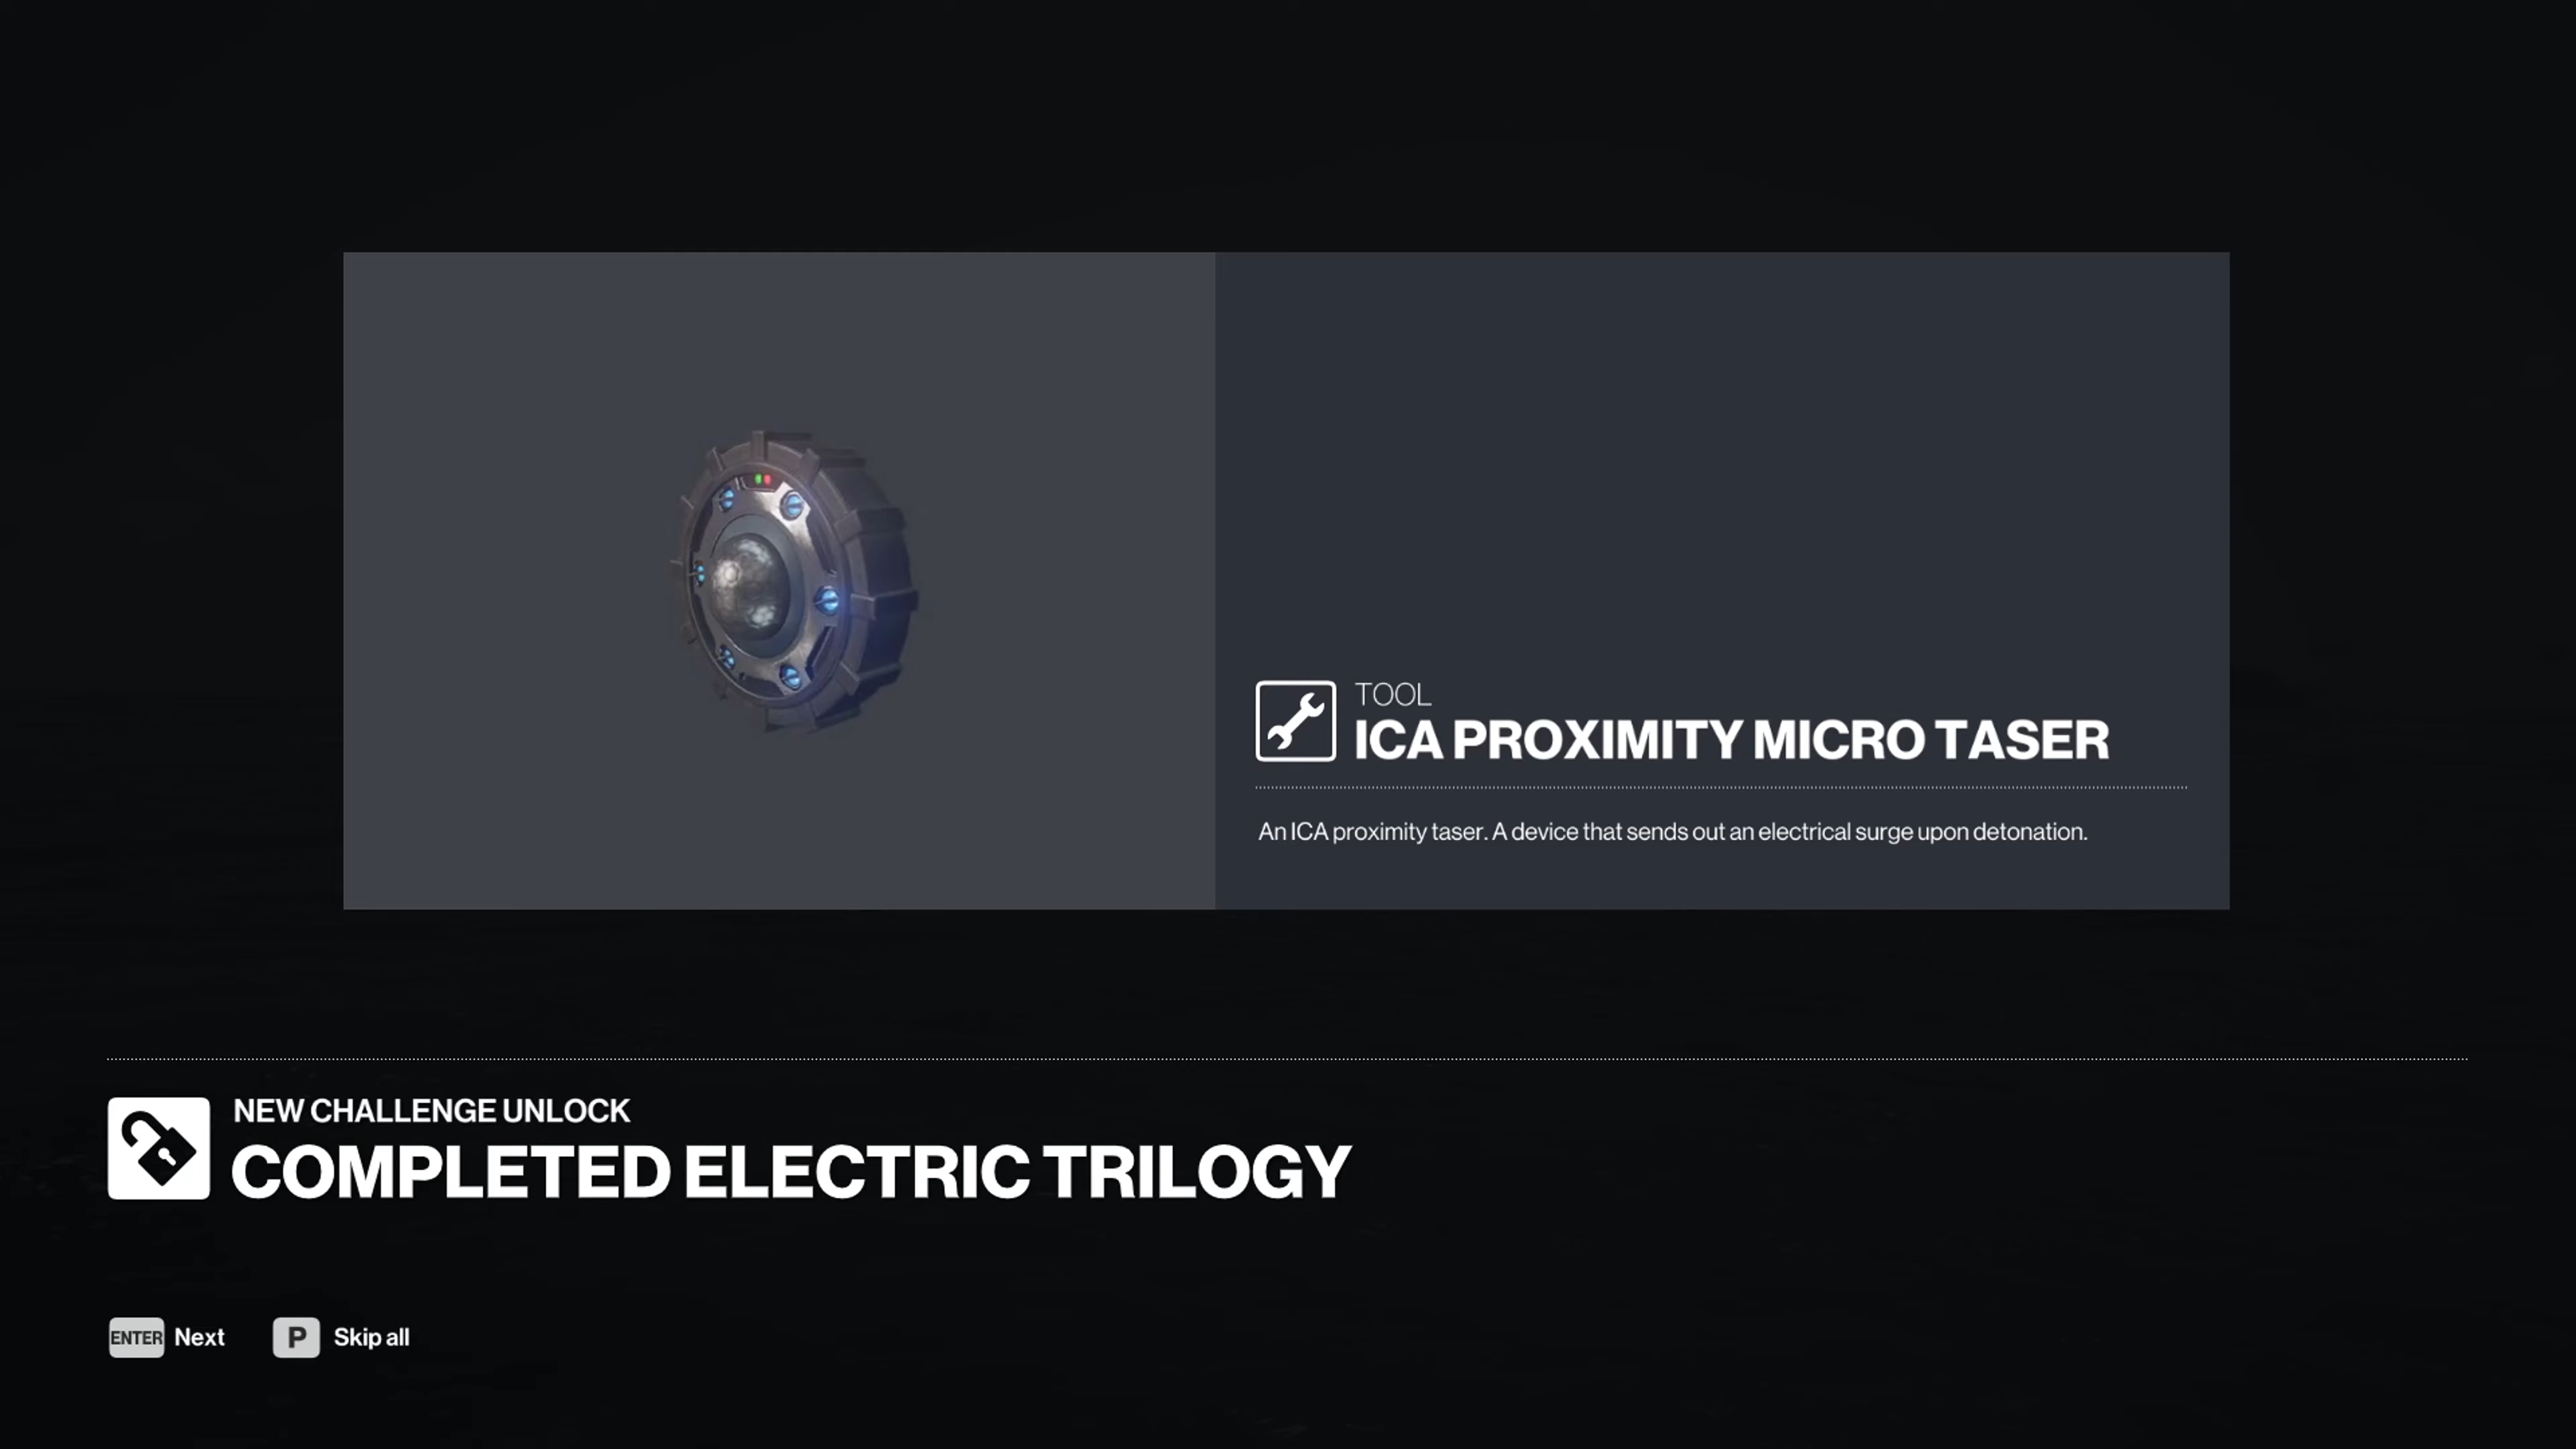 TOOL
ICA PROXIMITY MICRO TASER
An ICA proximity taser. A device that sends out an electrical surge upon detonation.
NEW CHALLENGE UNLOCK
COMPLETED ELECTRIC TRILOGY
ENTER Next P Skip all